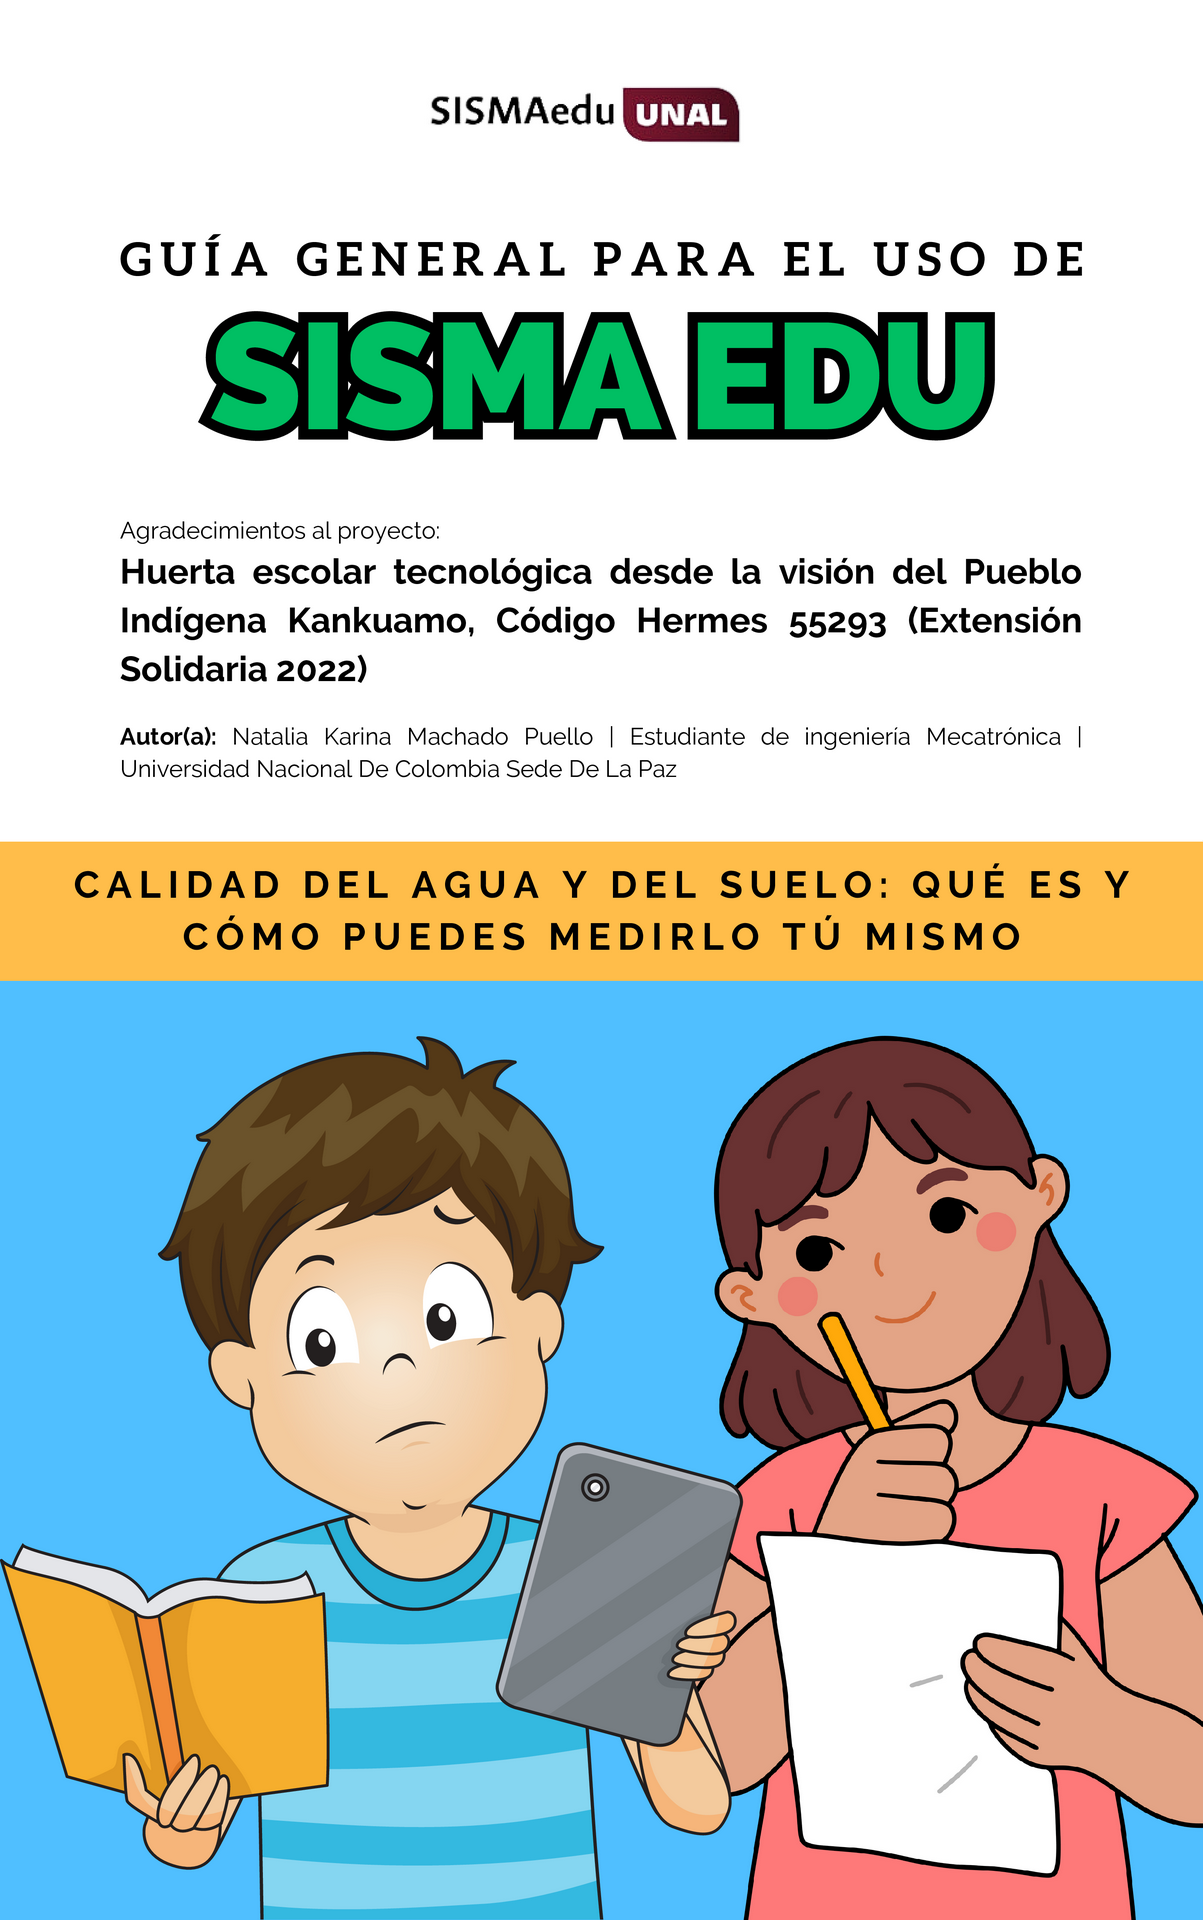 SISMAedu UNAL
GUÍA GENERAL PARA EL USO DE
SISMA EDU
Agradecimientos al proyecto:
Huerta escolar tecnológica desde la visión del Pueblo
Indígena Kankuamo, Código Hermes 55293 (Extensión
Solidaria 2022)
Autor(a): Natalia Karina Machado Puello | Estudiante de ingeniería Mecatrónica |
Universidad Nacional De Colombia Sede De La Paz
CALIDAD DEL AGUA Y DEL SUELO: QUÉ ES Y
CÓMO PUEDES MEDIRLO TÚ MISMO